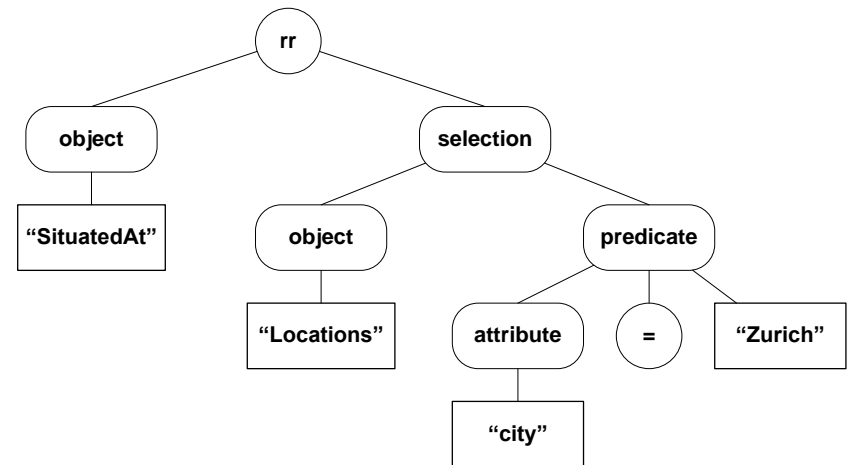 rr
object
selection
“SituatedAt”
object
predicate
“Locations”
attribute
=
“Zurich”
“city”